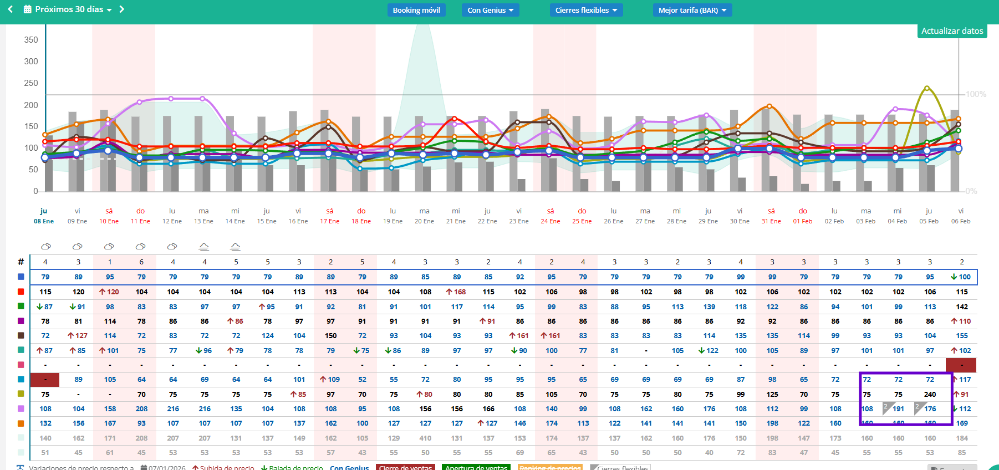 Próximos 30 días
Booking móvil
Con Genius
Cierres flexibles
Mejor tarifa (BAR)
Actualizar datos
350
300
250
200
150
100
50
0
100%
0%
ju vi sá do lu ma mi ju vi sá do lu ma mi ju vi sá do lu ma mi ju vi sá do lu ma mi ju vi
08 Ene 09 Ene 10 Ene 11 Ene 12 Ene 13 Ene 14 Ene 15 Ene 16 Ene 17 Ene 18 Ene 19 Ene 20 Ene 21 Ene 22 Ene 23 Ene 24 Ene 25 Ene 26 Ene 27 Ene 28 Ene 29 Ene 30 Ene 31 Ene 01 Feb 02 Feb 03 Feb 04 Feb 05 Feb 06 Feb
# 4 3 1 6 4 4 5 5 3 2 5 4 3 3 2 4 2 4 3 3 2 3 4 3 3 3 3 3 3 2
79 89 95 79 79 79 79 79 89 89 79 89 85 89 85 92 95 79 79 79 79 79 99 99 79 79 79 79 95 ↓100
115 120 ↑120 104 104 104 104 104 113 113 104 104 108 ↑168 115 102 106 98 98 102 98 98 102 106 102 102 102 102 106 115
↓87 ↓91 98 83 83 97 97 ↑95 91 92 81 91 101 117 114 95 99 83 88 95 113 139 118 122 86 94 101 99 113 142
78 81 114 78 86 86 ↑86 78 97 97 91 91 91 91 ↑91 86 86 86 86 86 86 86 92 92 86 86 86 86 86 ↑110
72 ↑127 114 72 83 72 72 124 104 150 72 93 104 93 93 ↑161 ↑161 83 83 83 83 114 135 135 114 99 93 93 104 155
↑87 ↑85 ↑101 75 77 ↓96 ↑79 78 78 79 ↓75 ↓86 89 97 97 ↓90 100 77 81 - 105 ↓122 100 105 89 97 101 101 97 ↑102
- - - - - - - - - - - - - - - - - - - - - - - - - - - - - -
- 89 105 64 64 69 64 64 101 ↑109 52 55 72 80 95 95 95 65 69 69 69 69 87 98 65 72 72 72 72 ↑117
75 - - 70 75 75 75 75 ↑85 97 70 75 ↑80 80 80 85 105 70 75 75 80 75 99 125 70 75 75 75 240 ↑91
108 104 158 208 216 216 135 104 108 108 95 108 156 156 166 108 140 99 108 162 160 176 108 112 99 108 108 2 191 2 176 ↓112
132 156 167 93 107 107 107 107 137 162 100 127 127 127 ↑127 146 174 113 122 141 141 141 150 198 122 160 160 160 160 169
140 162 171 208 207 207 131 137 149 162 105 129 410 131 137 153 174 137 137 162 160 176 150 198 147 173 160 160 160 184
51 45 61 45 53 53 53 53 53 57 43 55 50 55 55 69 65 43 50 50 50 40 72 83 47 45 55 55 53 85
Variaciones de precio respecto a 07/01/2026 ↑Subida de precio ↓Bajada de precio Con Genius Cierre de ventas Apertura de ventas Ranking de precios Cierres flexibles